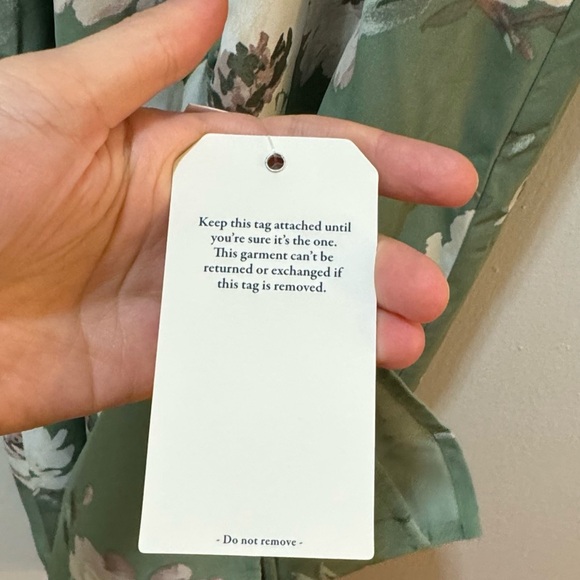 Keep this tag attached until
you're sure it's the one.
This garment can't be
returned or exchanged if
this tag is removed.
- Do not remove -